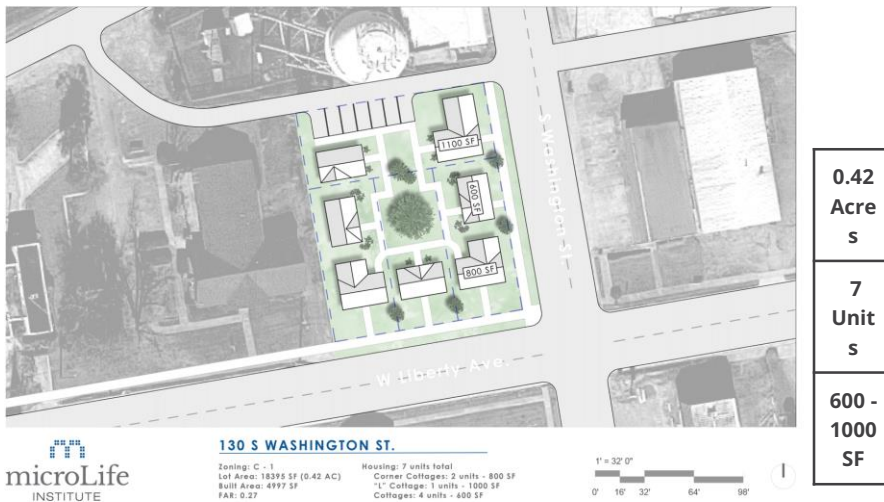 1100 SF
600 SF
800 SF
S Washington St.
W Liberty Ave.
0.42
Acre
s
7
Unit
s
600 -
1000
SF
microLife
INSTITUTE
130 S WASHINGTON ST.
Zoning: C - 1
Lot Area: 18395 SF (0.42 AC)
Built Area: 4997 SF
FAR: 0.27
Housing: 7 units total
Corner Cottages: 2 units - 800 SF
"L" Cottage: 1 units - 1000 SF
Cottages: 4 units - 600 SF
1' = 32' 0"
0' 16' 32' 64' 98'